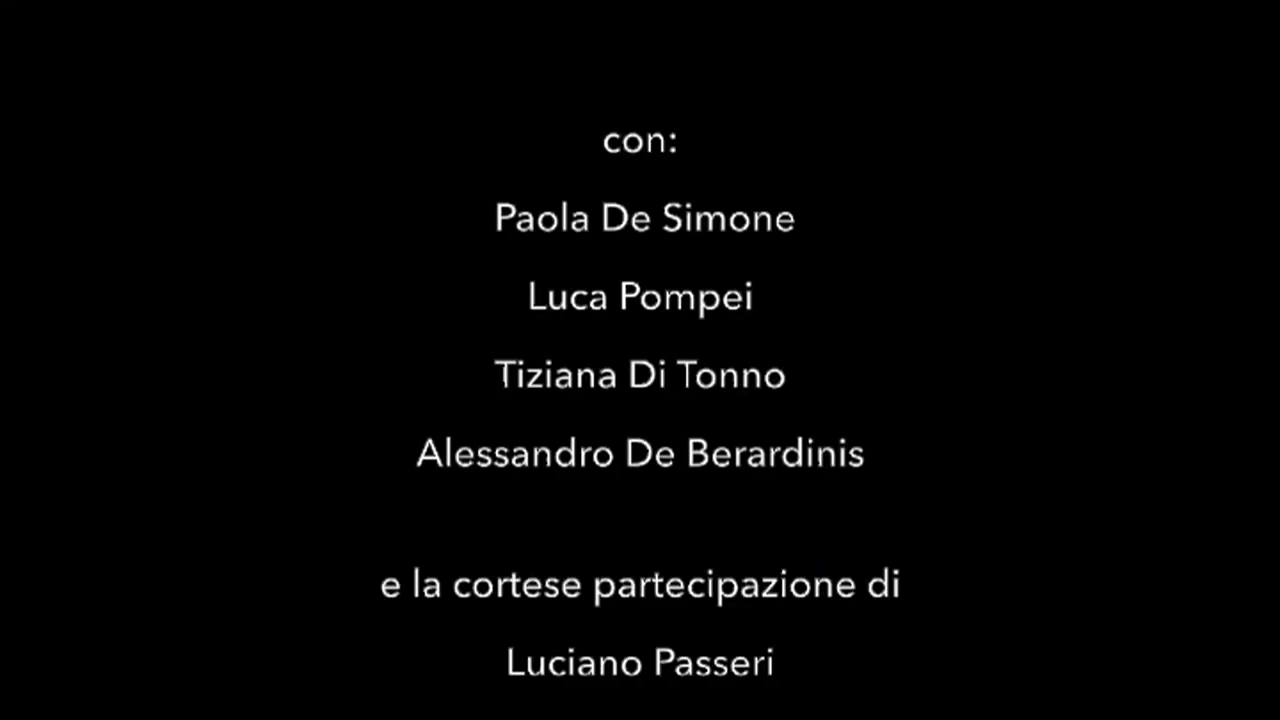 con:
Paola De Simone
Luca Pompei
Tiziana Di Tonno
Alessandro De Berardinis
e la cortese partecipazione di
Luciano Passeri